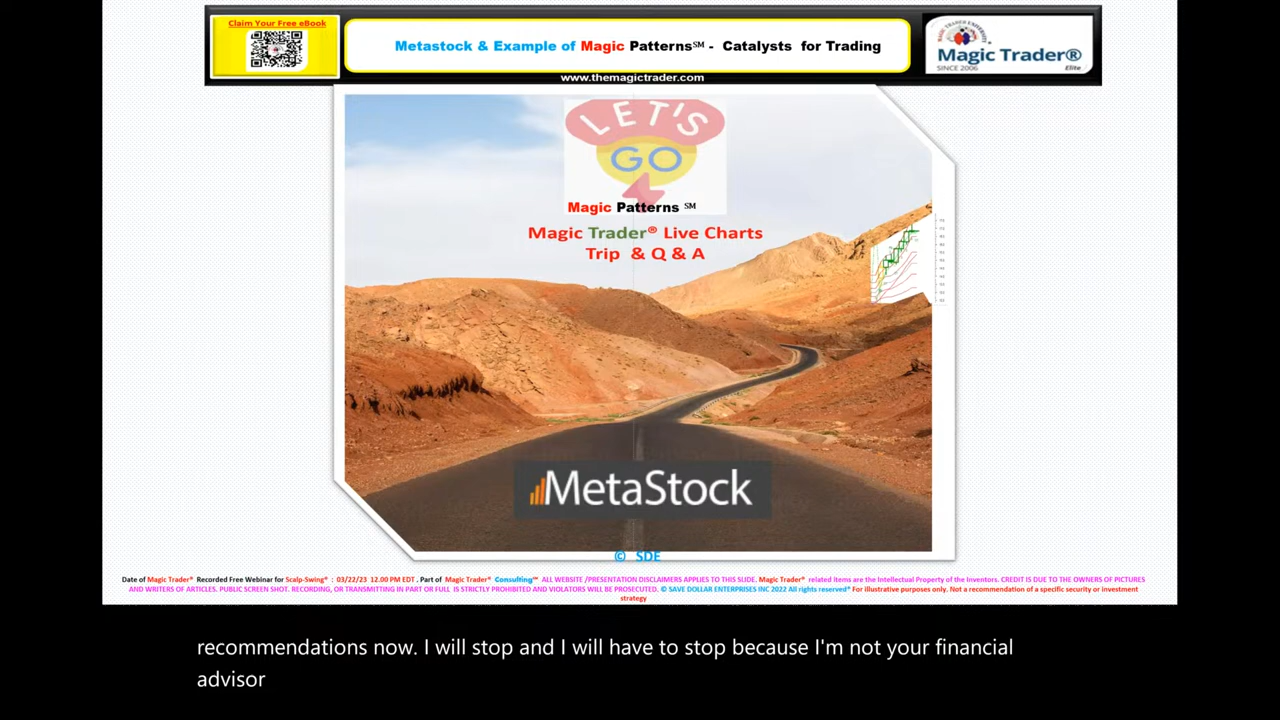 Claim Your Free eBook
Metastock & Example of Magic Patterns℠ - Catalysts for Trading
Magic Trader®
SINCE 2006
Elite
www.themagictrader.com
LET'S
GO
Magic Patterns ℠
Magic Trader® Live Charts
Trip & Q & A
MetaStock
© SDE
Date of Magic Trader® Recorded Free Webinar for Scalp-Swing® : 03/22/23 12.00 PM EDT . Part of Magic Trader® Consulting℠ ALL WEBSITE /PRESENTATION DISCLAIMERS APPLIES TO THIS SLIDE. Magic Trader® related items are the Intellectual Property of the Inventors. CREDIT IS DUE TO THE OWNERS OF PICTURES
AND WRITERS OF ARTICLES. PUBLIC SCREEN SHOT. RECORDING, OR TRANSMITTING IN PART OR FULL IS STRICTLY PROHIBITED AND VIOLATORS WILL BE PROSECUTED. © SAVE DOLLAR ENTERPRISES INC 2022 All rights reserved® For illustrative purposes only. Not a recommendation of a specific security or investment
strategy
recommendations now. I will stop and I will have to stop because I'm not your financial
advisor